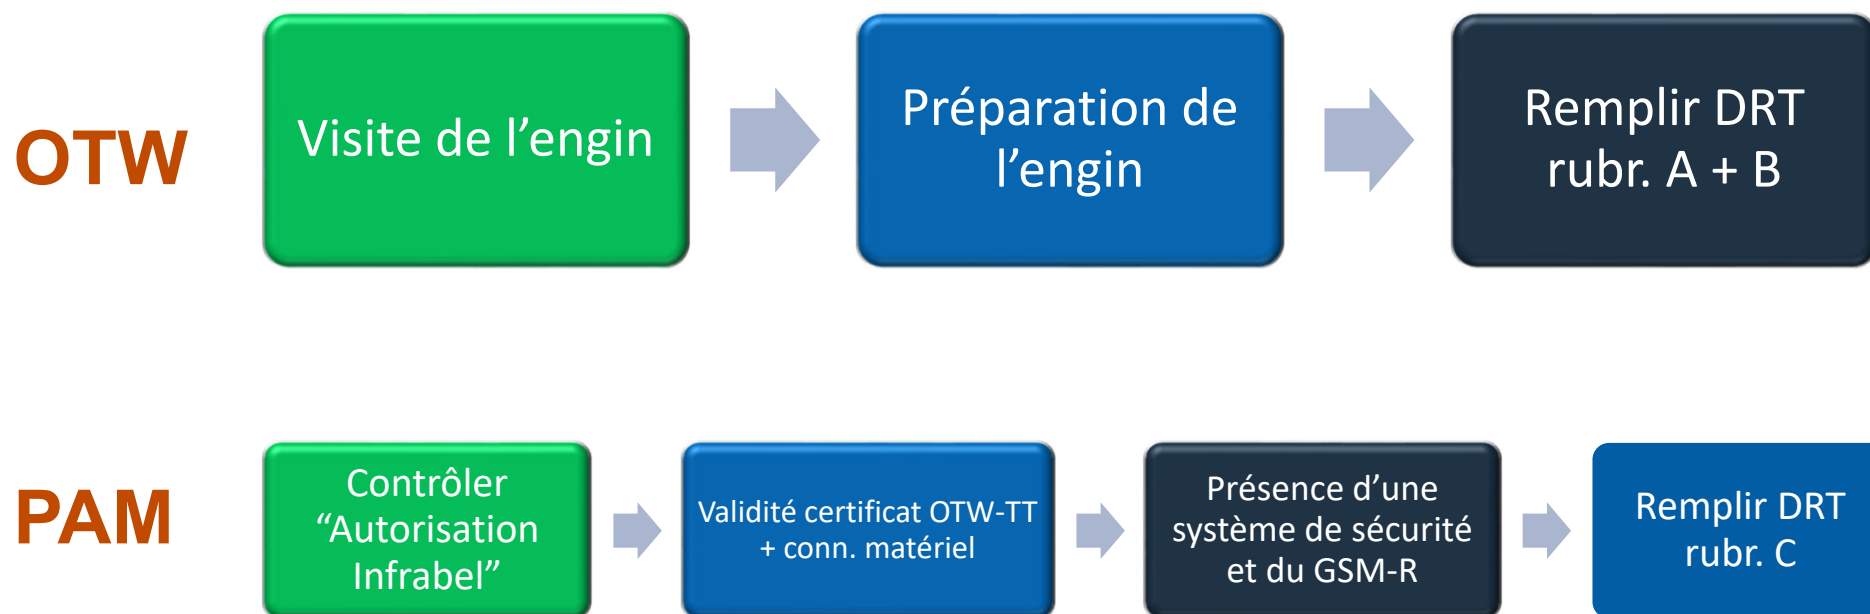 OTW
Visite de l’engin
Préparation de
l’engin
Remplir DRT
rubr. A + B
PAM
Contrôler
“Autorisation
Infrabel”
Validité certificat OTW-TT
+ conn. matériel
Présence d’une
système de sécurité
et du GSM-R
Remplir DRT
rubr. C